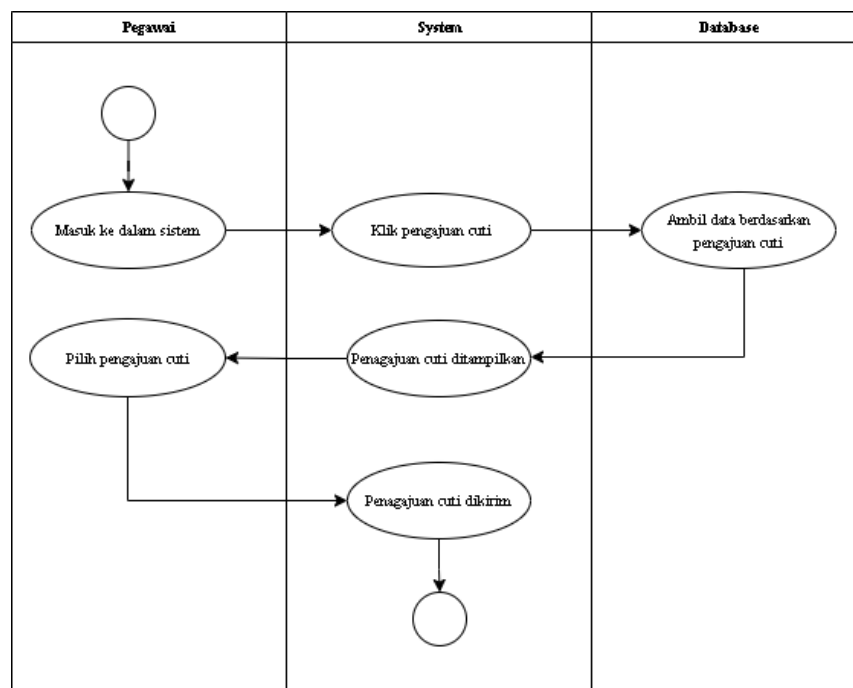 Pegawai
System
Database
Masuk ke dalam sistem
Klik pengajuan cuti
Ambil data berdasarkan
pengajuan cuti
Pilih pengajuan cuti
Penagajuan cuti ditampilkan
Penagajuan cuti dikirim